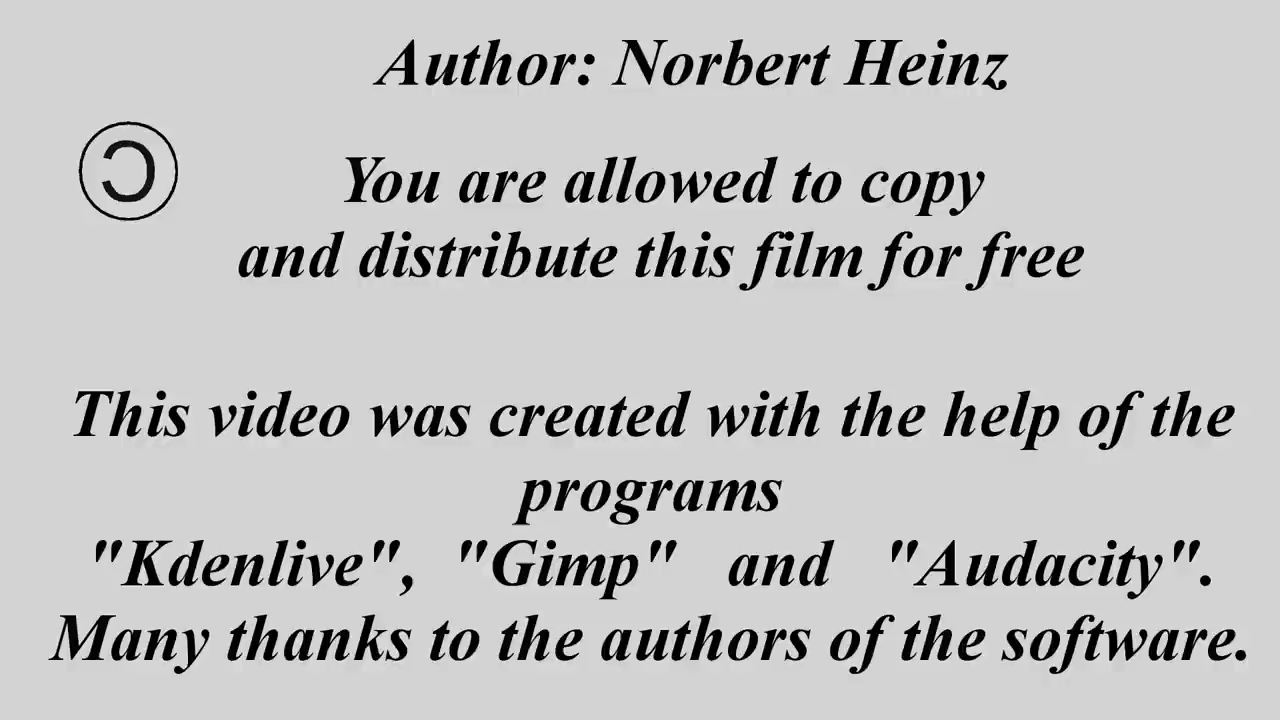 Author: Norbert Heinz
You are allowed to copy
and distribute this film for free
This video was created with the help of the
programs
"Kdenlive", "Gimp" and "Audacity".
Many thanks to the authors of the software.